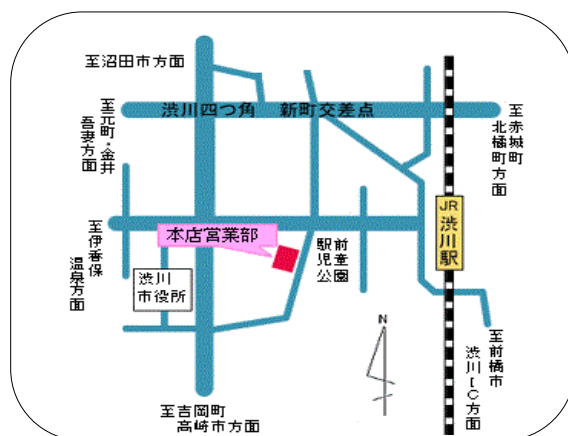 至沼田市方面
渋川四つ角 新町交差点
至元町・金井
吾妻方面
至赤城町
北橘町方面
JR渋川駅
本店営業部
駅前
児童
公園
至伊香保
温泉方面
渋川
市役所
N
至前橋市
渋川IC方面
至吉岡町
高崎市方面